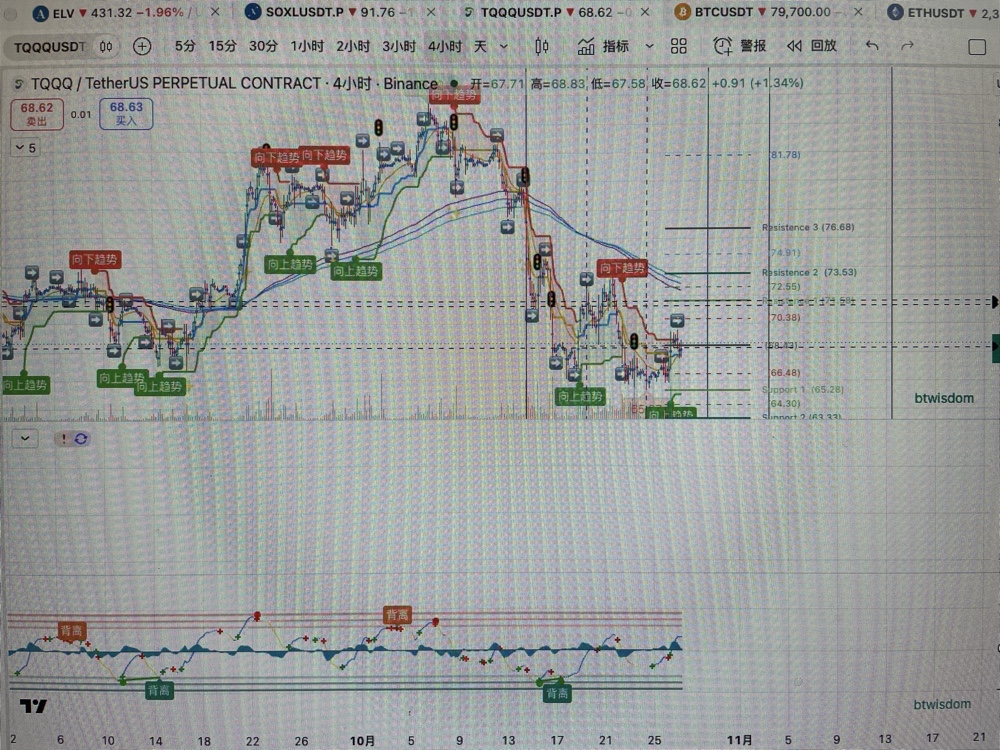 ELV ▼ 431.32 −1.96%
SOXLUSDT.P ▼ 91.76
TQQQUSDT.P ▼ 68.62
BTCUSDT ▼ 79,700.00
ETHUSDT ▼ 2,3
TQQQUSDT
5分 15分 30分 1小时 2小时 3小时 4小时 天
指标
警报
回放
TQQQ / TetherUS PERPETUAL CONTRACT · 4小时 · Binance
开=67.71 高=68.83 低=67.58 收=68.62 +0.91 (+1.34%)
68.62
卖出
0.01
68.63
买入
5
向下趋势
向下趋势
向下趋势
向下趋势
向下趋势
向上趋势
向上趋势
向上趋势
向上趋势
向上趋势
向上趋势
向上趋势
(81.78)
Resistence 3 (76.68)
(74.91)
Resistence 2 (73.53)
(72.55)
(70.38)
(66.48)
Support 1 (65.28)
(64.30)
Support 2 (63.33)
btwisdom
!
背离
背离
背离
背离
btwisdom
2 6 10 14 18 22 26 10月 5 9 13 17 21 25 11月 5 9 13 17 21